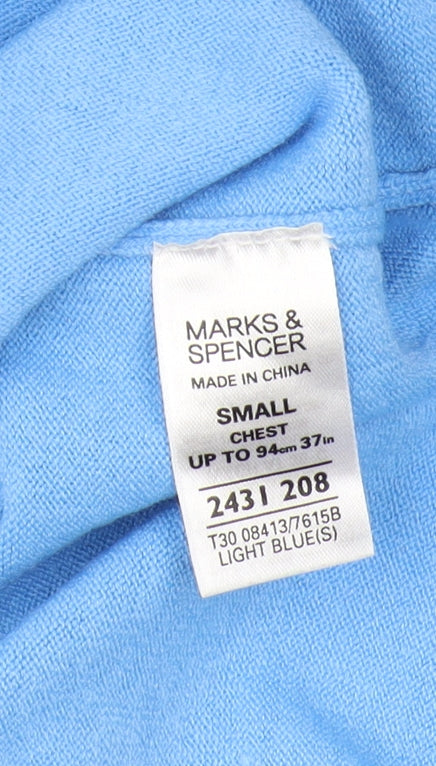 MARKS &
SPENCER
MADE IN CHINA
SMALL
CHEST
UP TO 94cm 37in
2431 208
T30 08413/7615B
LIGHT BLUE(S)